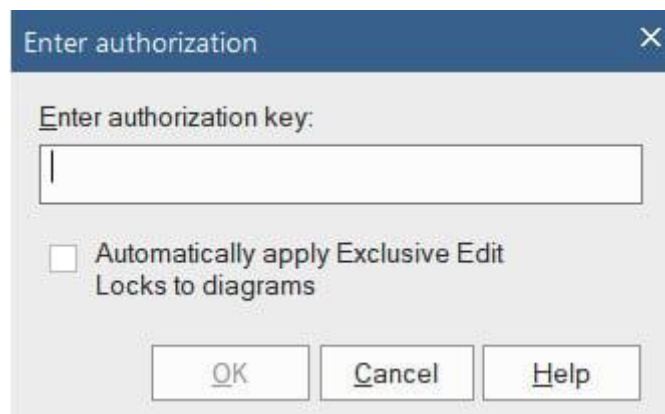 Enter authorization
Enter authorization key:
Automatically apply Exclusive Edit
Locks to diagrams
OK Cancel Help